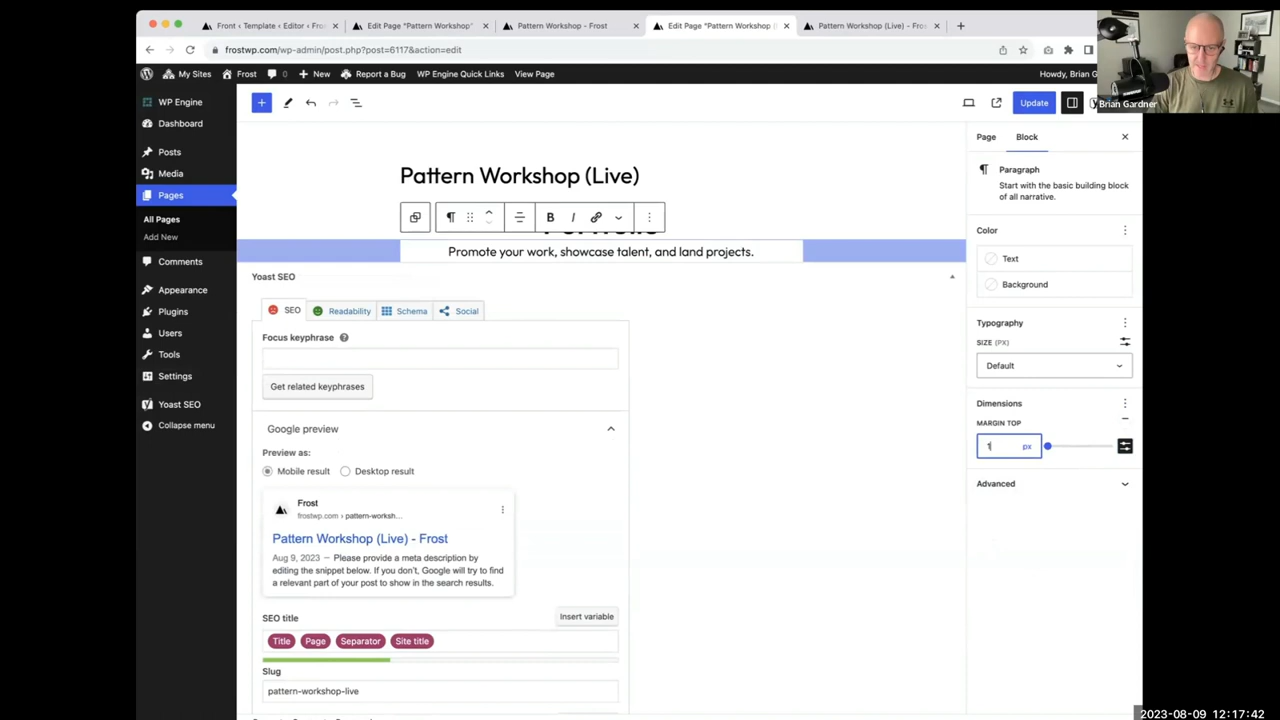 Front ‹ Template ‹ Editor ‹ Fro
Edit Page "Pattern Workshop"
Pattern Workshop - Frost
Edit Page "Pattern Workshop (
Pattern Workshop (Live) - Fros
frostwp.com/wp-admin/post.php?post=6117&action=edit
My Sites
Frost
0
New
Report a Bug
WP Engine Quick Links
View Page
Howdy, Brian G
Brian Gardner
WP Engine
Dashboard
Posts
Media
Pages
All Pages
Add New
Comments
Appearance
Plugins
Users
Tools
Settings
Yoast SEO
Collapse menu
Update
Pattern Workshop (Live)
B
I
Portfolio
Promote your work, showcase talent, and land projects.
Yoast SEO
SEO
Readability
Schema
Social
Focus keyphrase
Get related keyphrases
Google preview
Preview as:
Mobile result
Desktop result
Frost
frostwp.com › pattern-worksh...
Pattern Workshop (Live) - Frost
Aug 9, 2023 — Please provide a meta description by
editing the snippet below. If you don't, Google will try to find
a relevant part of your post to show in the search results.
SEO title
Insert variable
Title
Page
Separator
Site title
Slug
pattern-workshop-live
Page
Block
Paragraph
Start with the basic building block
of all narrative.
Color
Text
Background
Typography
SIZE (PX)
Default
Dimensions
MARGIN TOP
1
px
Advanced
2023-08-09 12:17:42